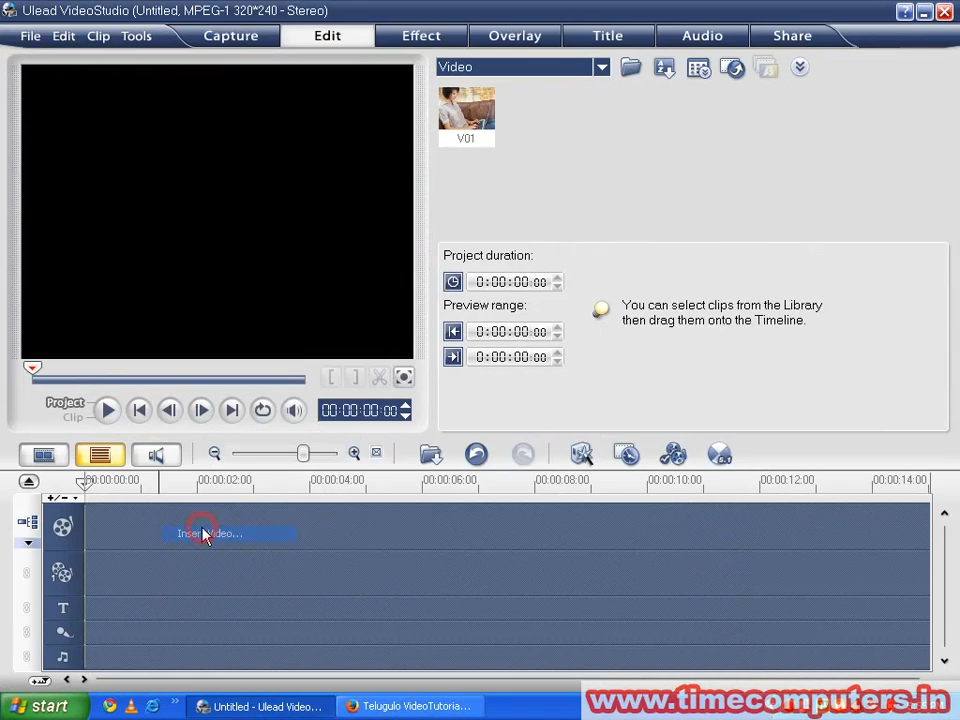 Ulead VideoStudio (Untitled, MPEG-1 320*240 - Stereo)
File Edit Clip Tools Capture Edit Effect Overlay Title Audio Share
Video
V01
Project duration:
0:00:00:00
Preview range:
0:00:00:00
0:00:00:00
You can select clips from the Library
then drag them onto the Timeline.
Project
Clip
00:00:00:00
00:00:00:00 00:00:02:00 00:00:04:00 00:00:06:00 00:00:08:00 00:00:10:00 00:00:12:00 00:00:14:00
+/-
Insert Video...
T
start
Untitled - Ulead Video...
Telugulo VideoTutoria...
www.timecomputers.in